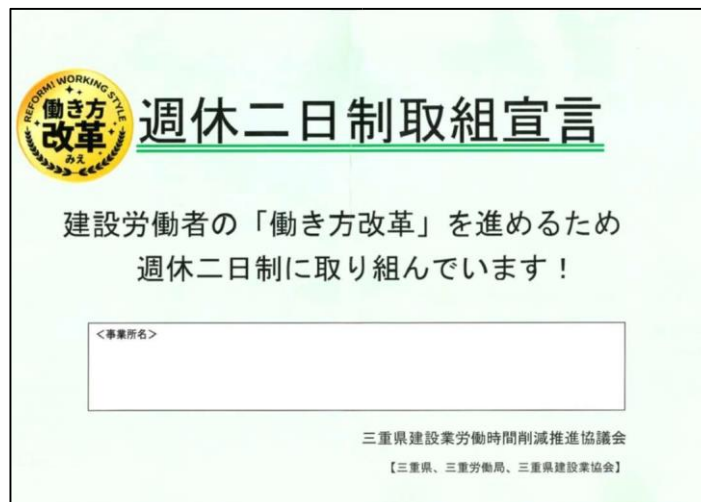 REFORM! WORKING STYLE
働き方
改革
みえ
週休二日制取組宣言
建設労働者の「働き方改革」を進めるため
週休二日制に取り組んでいます！
＜事業所名＞
三重県建設業労働時間削減推進協議会
【三重県、三重労働局、三重県建設業協会】